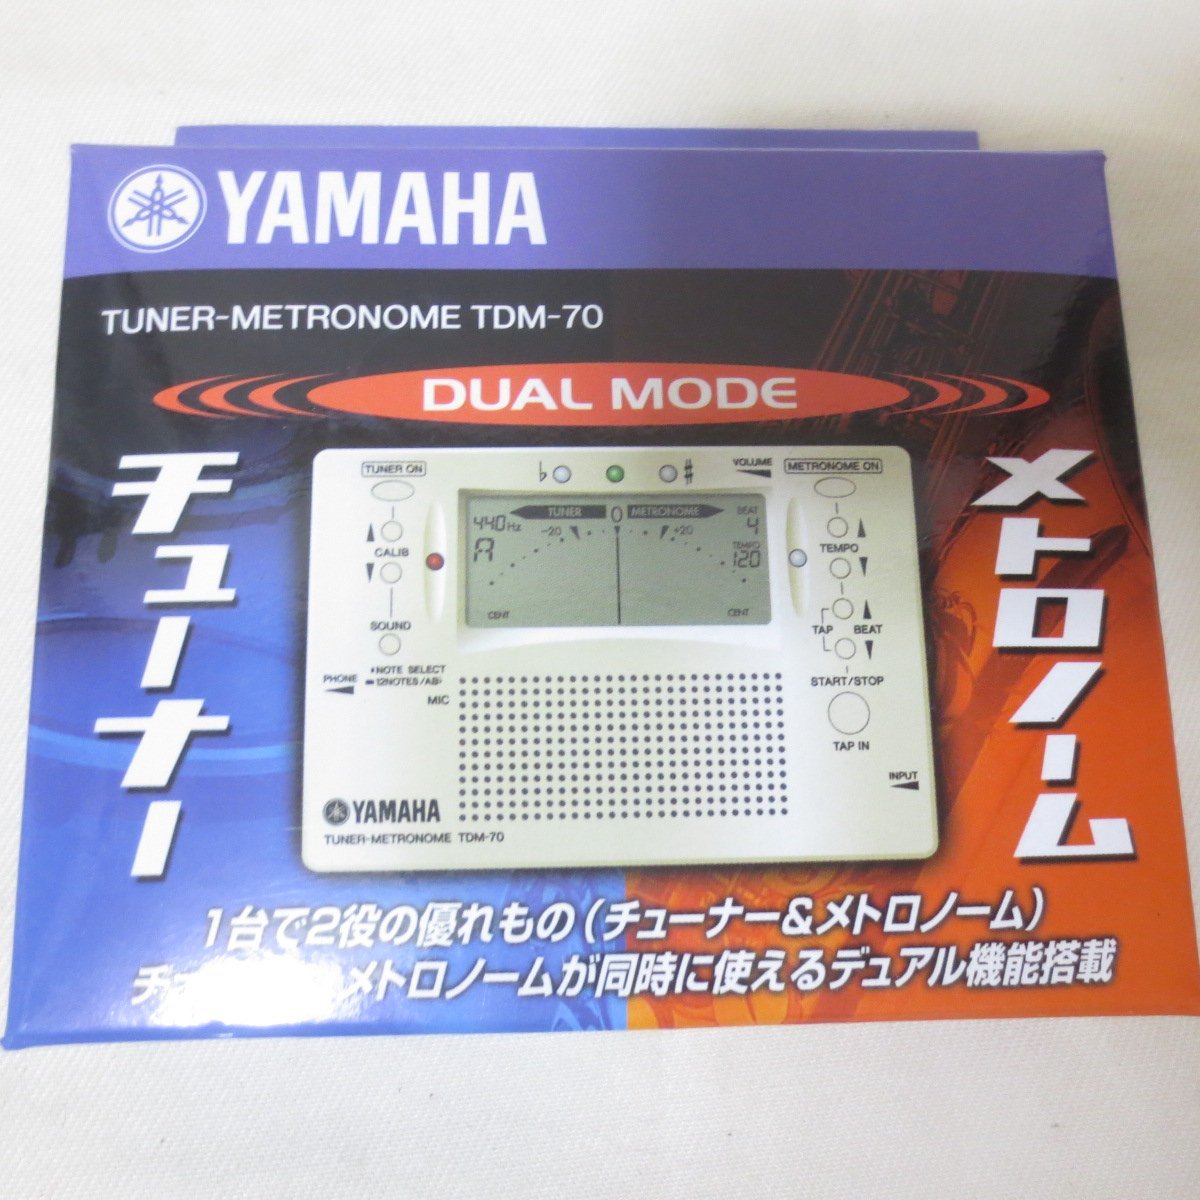 YAMAHA
TUNER-METRONOME TDM-70
DUAL MODE
チューナー
メトロノーム
TUNER ON
♭
♯
VOLUME
METRONOME ON
TUNER
0
METRONOME
BEAT
4
440Hz
-20
+20
TEMPO
120
A
CENT
CENT
CALIB
SOUND
NOTE SELECT
12NOTES/AB♭
PHONE
MIC
TEMPO
TAP
BEAT
START/STOP
TAP IN
INPUT
YAMAHA
TUNER-METRONOME TDM-70
1台で2役の優れもの(チューナー&メトロノーム)
メトロノームが同時に使えるデュアル機能搭載